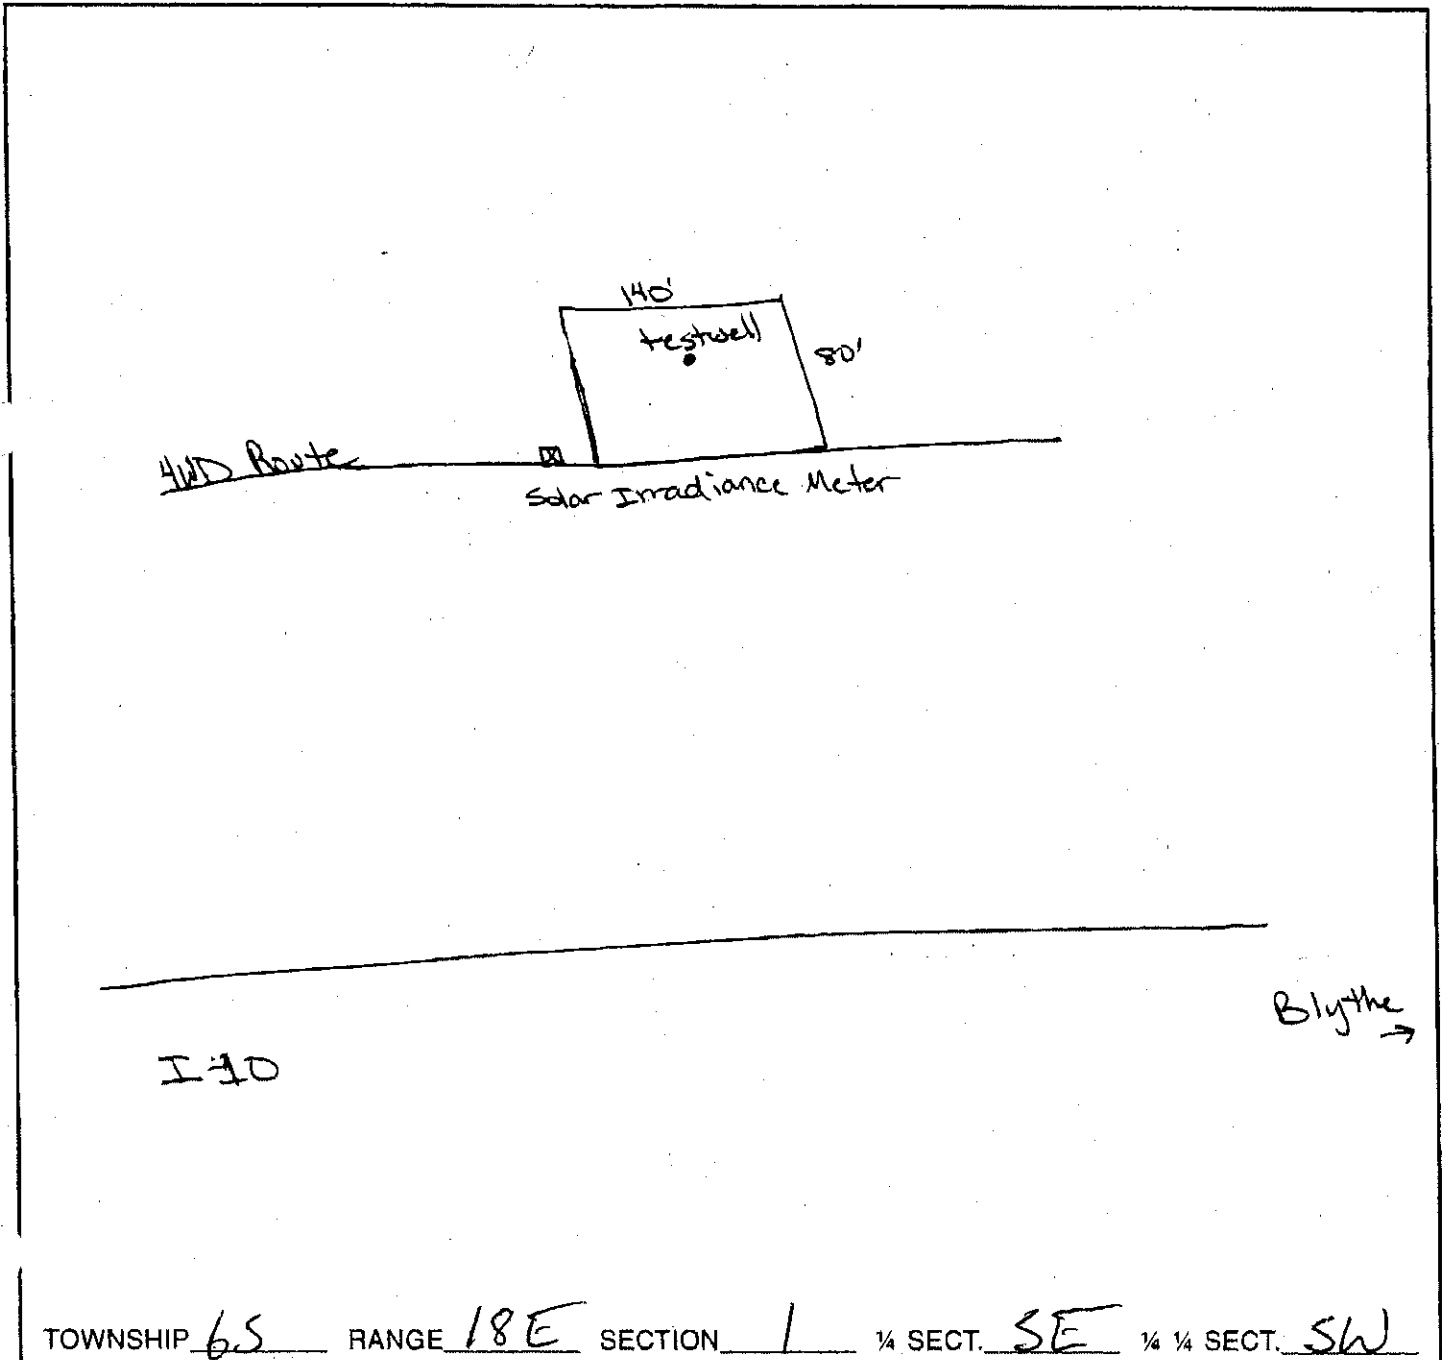 140'
testwell
80'
4WD Route
Solar Irradiance Meter
Blythe →
I-10
TOWNSHIP 6S RANGE 18E SECTION 1 ¼ SECT. SE ¼ ¼ SECT. SW